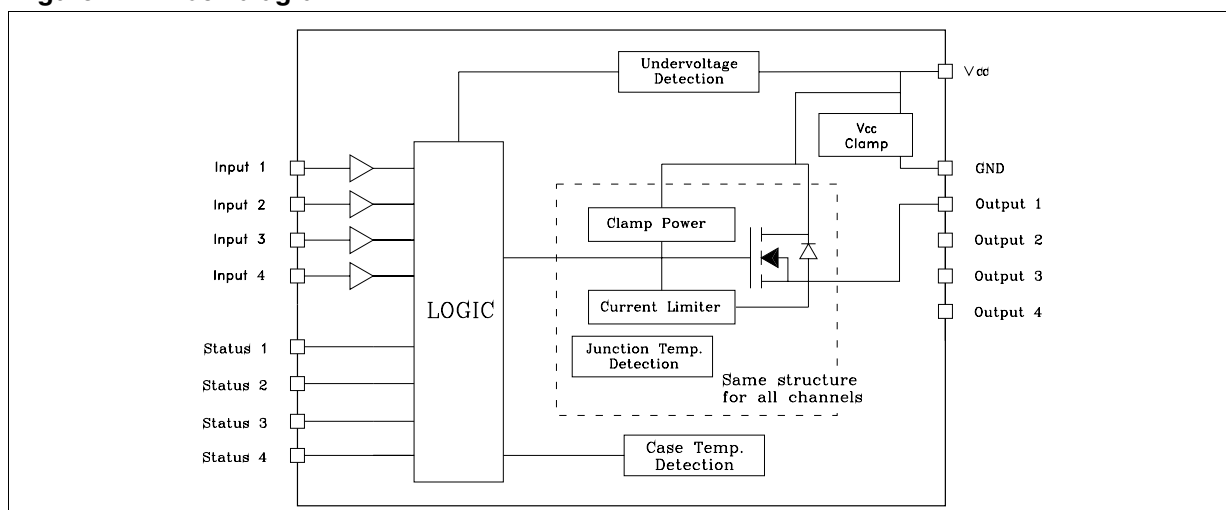 Undervoltage
Detection
Vcc
Vcc
Clamp
Input 1
GND
Input 2
Clamp Power
Output 1
Input 3
Output 2
Input 4
Output 3
LOGIC
Current Limiter
Output 4
Status 1
Junction Temp.
Detection
Status 2
Same structure
for all channels
Status 3
Status 4
Case Temp.
Detection